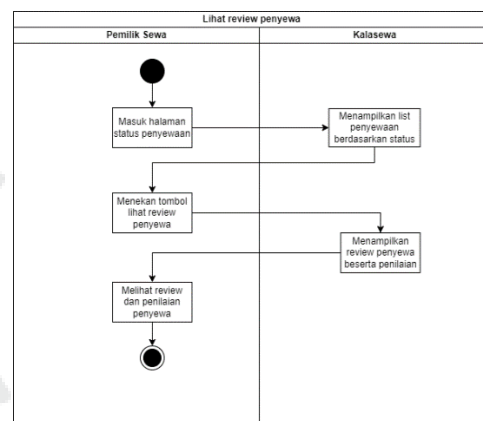 Lihat review penyewa
Pemilik Sewa
Kalasewa
Masuk halaman
status penyewaan
Menampilkan list
penyewaan
berdasarkan status
Menekan tombol
lihat review
penyewa
Menampilkan
review penyewa
beserta penilaian
Melihat review
dan penilaian
penyewa